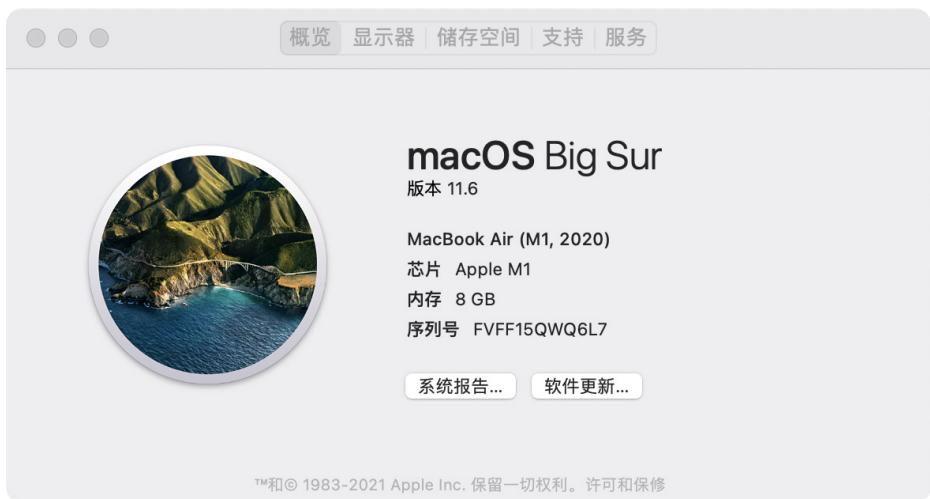 概览 显示器 储存空间 支持 服务
macOS Big Sur
版本 11.6
MacBook Air (M1, 2020)
芯片 Apple M1
内存 8 GB
序列号 FVFF15QWQ6L7
系统报告... 软件更新...
™和© 1983-2021 Apple Inc. 保留一切权利。许可和保修